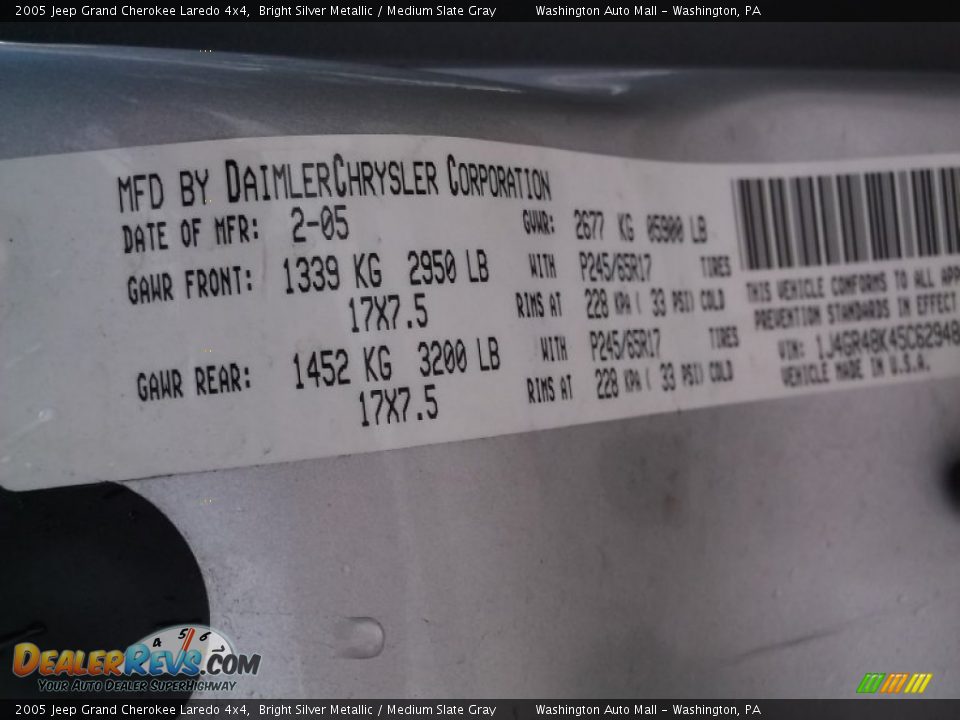 2005 Jeep Grand Cherokee Laredo 4x4, Bright Silver Metallic / Medium Slate Gray Washington Auto Mall - Washington, PA
MFD BY DAIMLERCHRYSLER CORPORATION
DATE OF MFR: 2-05 GVWR: 2677 KG 05900 LB
GAWR FRONT: 1339 KG 2950 LB WITH P245/65R17 TIRES
17X7.5 RIMS AT 228 KPA ( 33 PSI) COLD
GAWR REAR: 1452 KG 3200 LB WITH P245/65R17 TIRES
17X7.5 RIMS AT 228 KPA ( 33 PSI) COLD
THIS VEHICLE CONFORMS TO ALL APP
PREVENTION STANDARDS IN EFFECT
VIN: 1J4GR48K45C62948
VEHICLE MADE IN U.S.A.
4 5 6
DEALERREVS.COM
YOUR AUTO DEALER SUPERHIGHWAY
2005 Jeep Grand Cherokee Laredo 4x4, Bright Silver Metallic / Medium Slate Gray Washington Auto Mall - Washington, PA